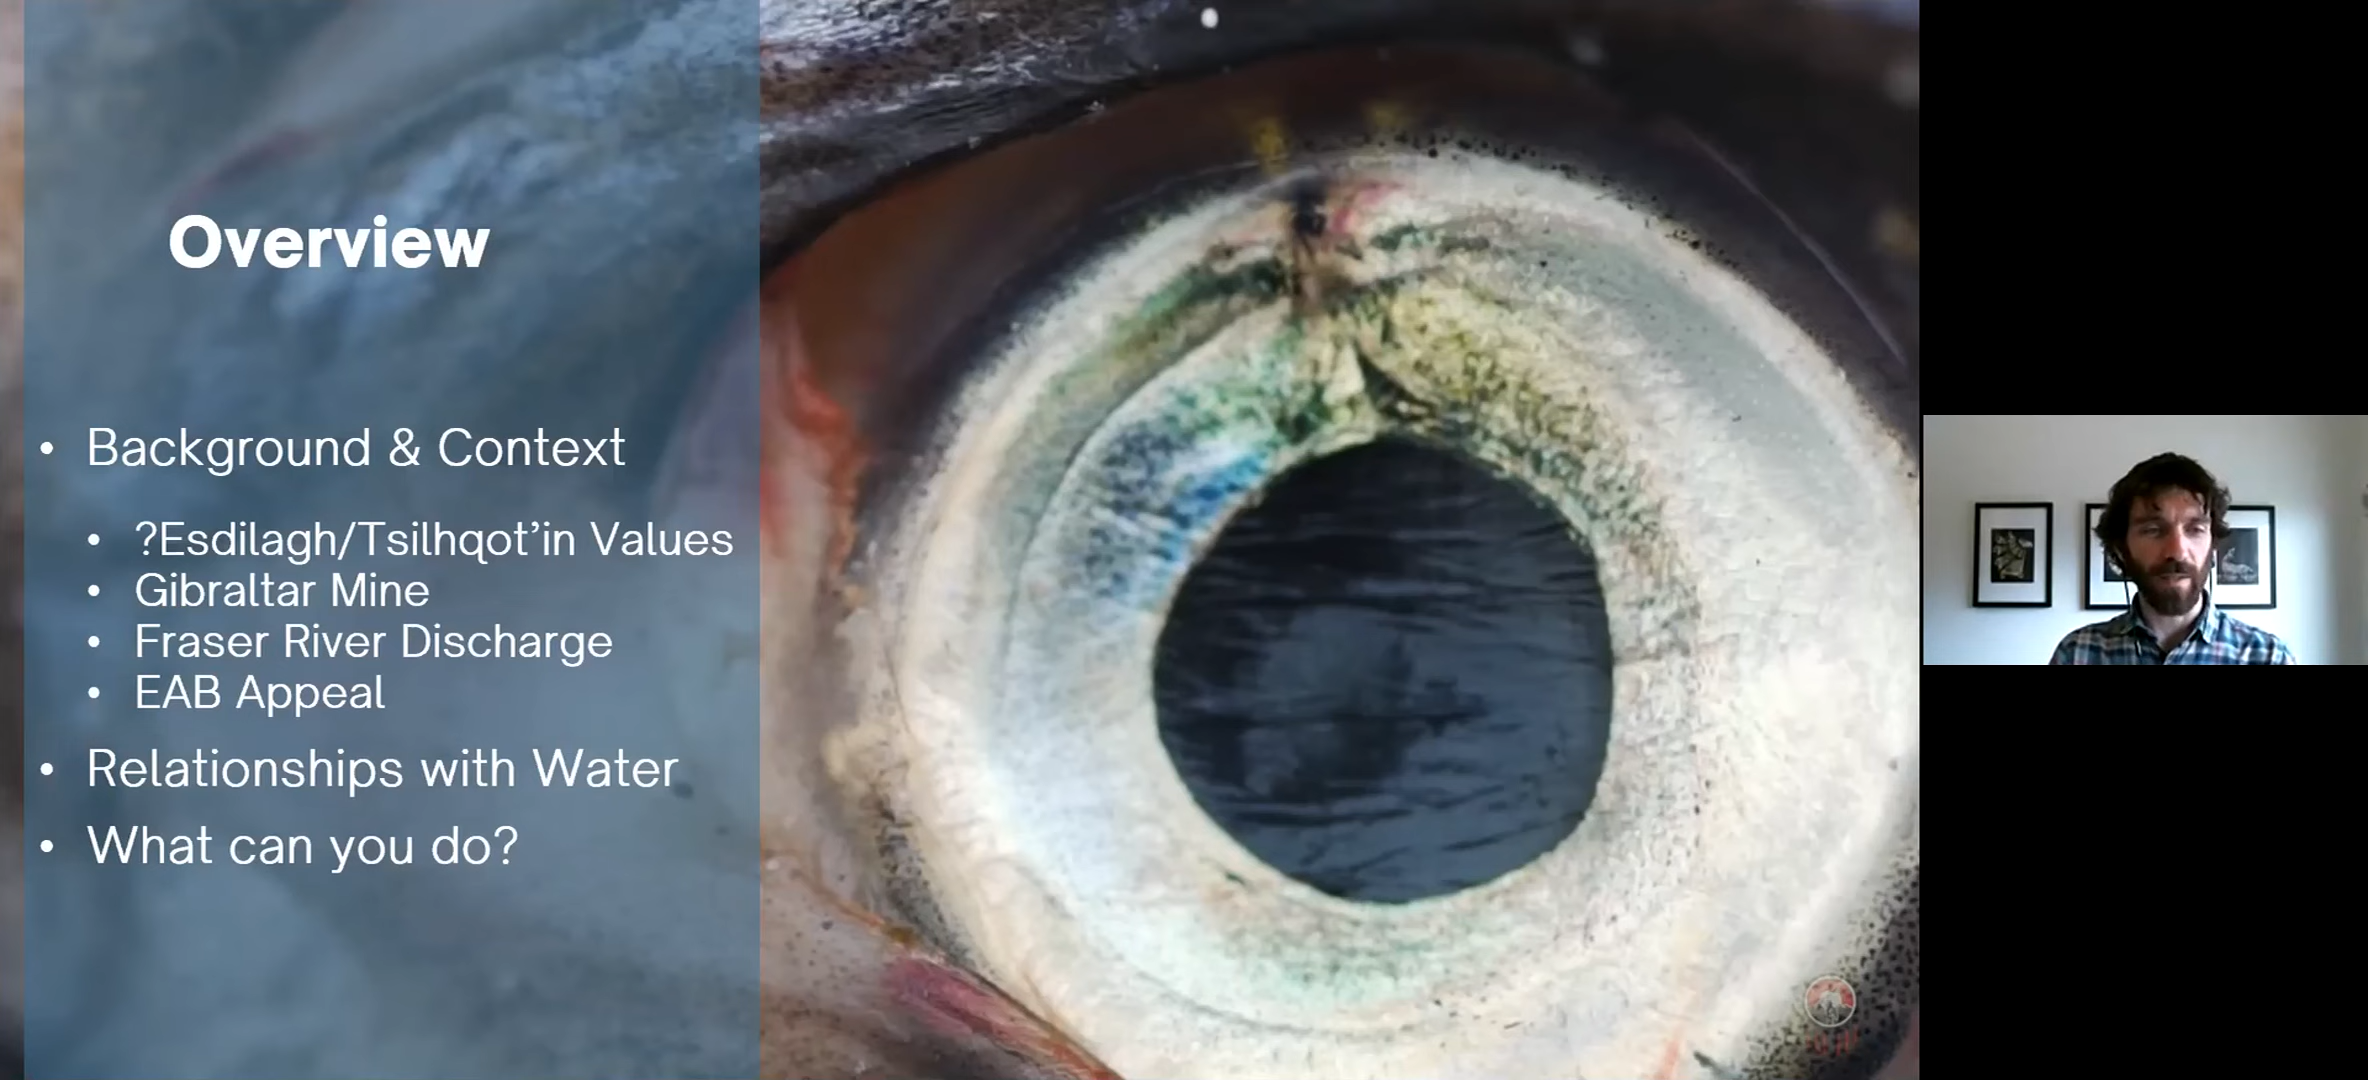 Overview
• Background & Context
• ?Esdilagh/Tsilhqot’in Values
• Gibraltar Mine
• Fraser River Discharge
• EAB Appeal
• Relationships with Water
• What can you do?